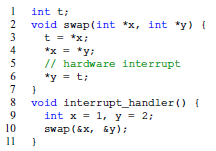 1 int t;
2 void swap(int *x, int *y) {
3 t = *x;
4 *x = *y;
5 // hardware interrupt
6 *y = t;
7 }
8 void interrupt_handler() {
9 int x = 1, y = 2;
10 swap(&x, &y);
11 }